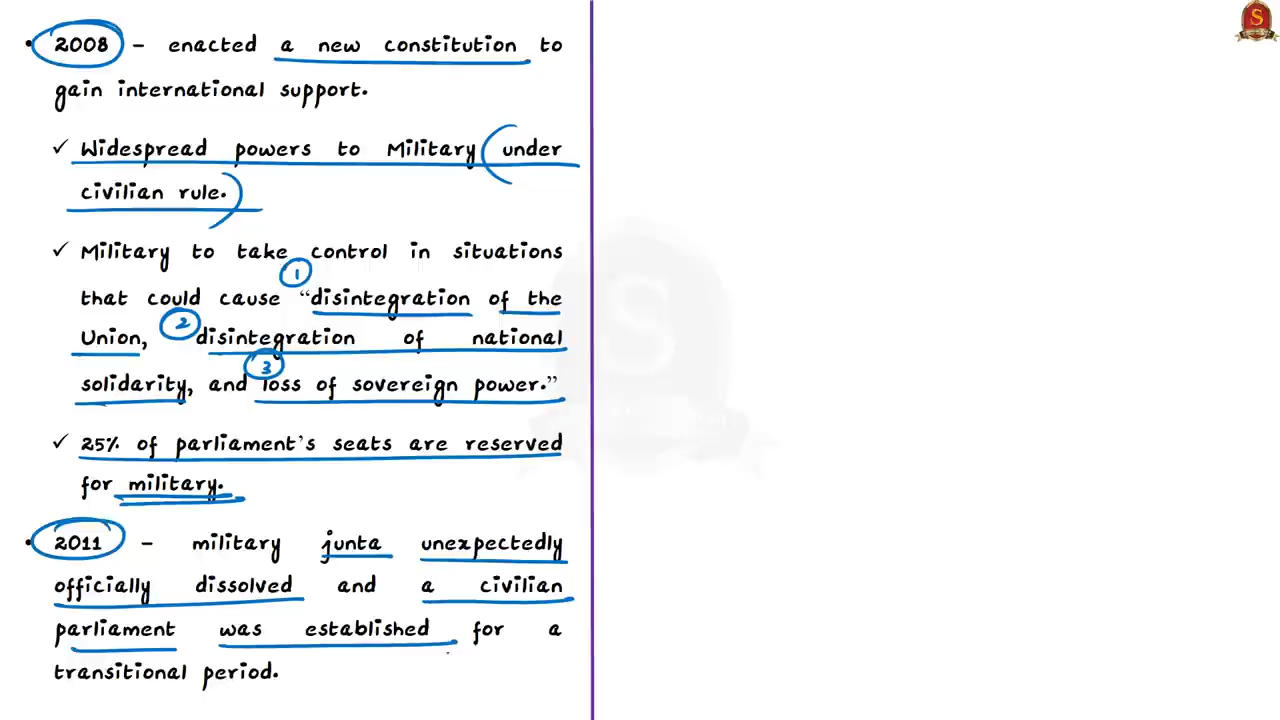 • 2008 - enacted a new constitution to
gain international support.
✓ Widespread powers to Military (under
civilian rule.)
✓ Military to take control in situations
1
that could cause “disintegration of the
Union, 2 disintegration of national
3
solidarity, and loss of sovereign power.”
✓ 25% of parliament's seats are reserved
for military.
• 2011 - military junta unexpectedly
officially dissolved and a civilian
parliament was established for a
transitional period.
S
S